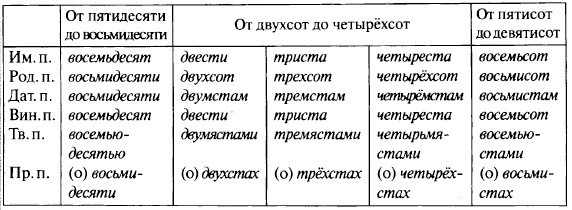 От пятидесяти до восьмидесяти | От двухсот до четырёхсот | От пятисот до девятисот
Им. п. восемьдесят двести триста четыреста восемьсот
Род. п. восьмидесяти двухсот трехсот четырёхсот восьмисот
Дат. п. восьмидесяти двумстам тремстам четырёмстам восьмистам
Вин. п. восемьдесят двести триста четыреста восемьсот
Тв. п. восемью- двумястами тремястами четырьмя- восемью-
десятью стами стами
Пр. п. (о) восьми- (о) двухстах (о) трёхстах (о) четырёх- (о) восьми-
десяти стах стах